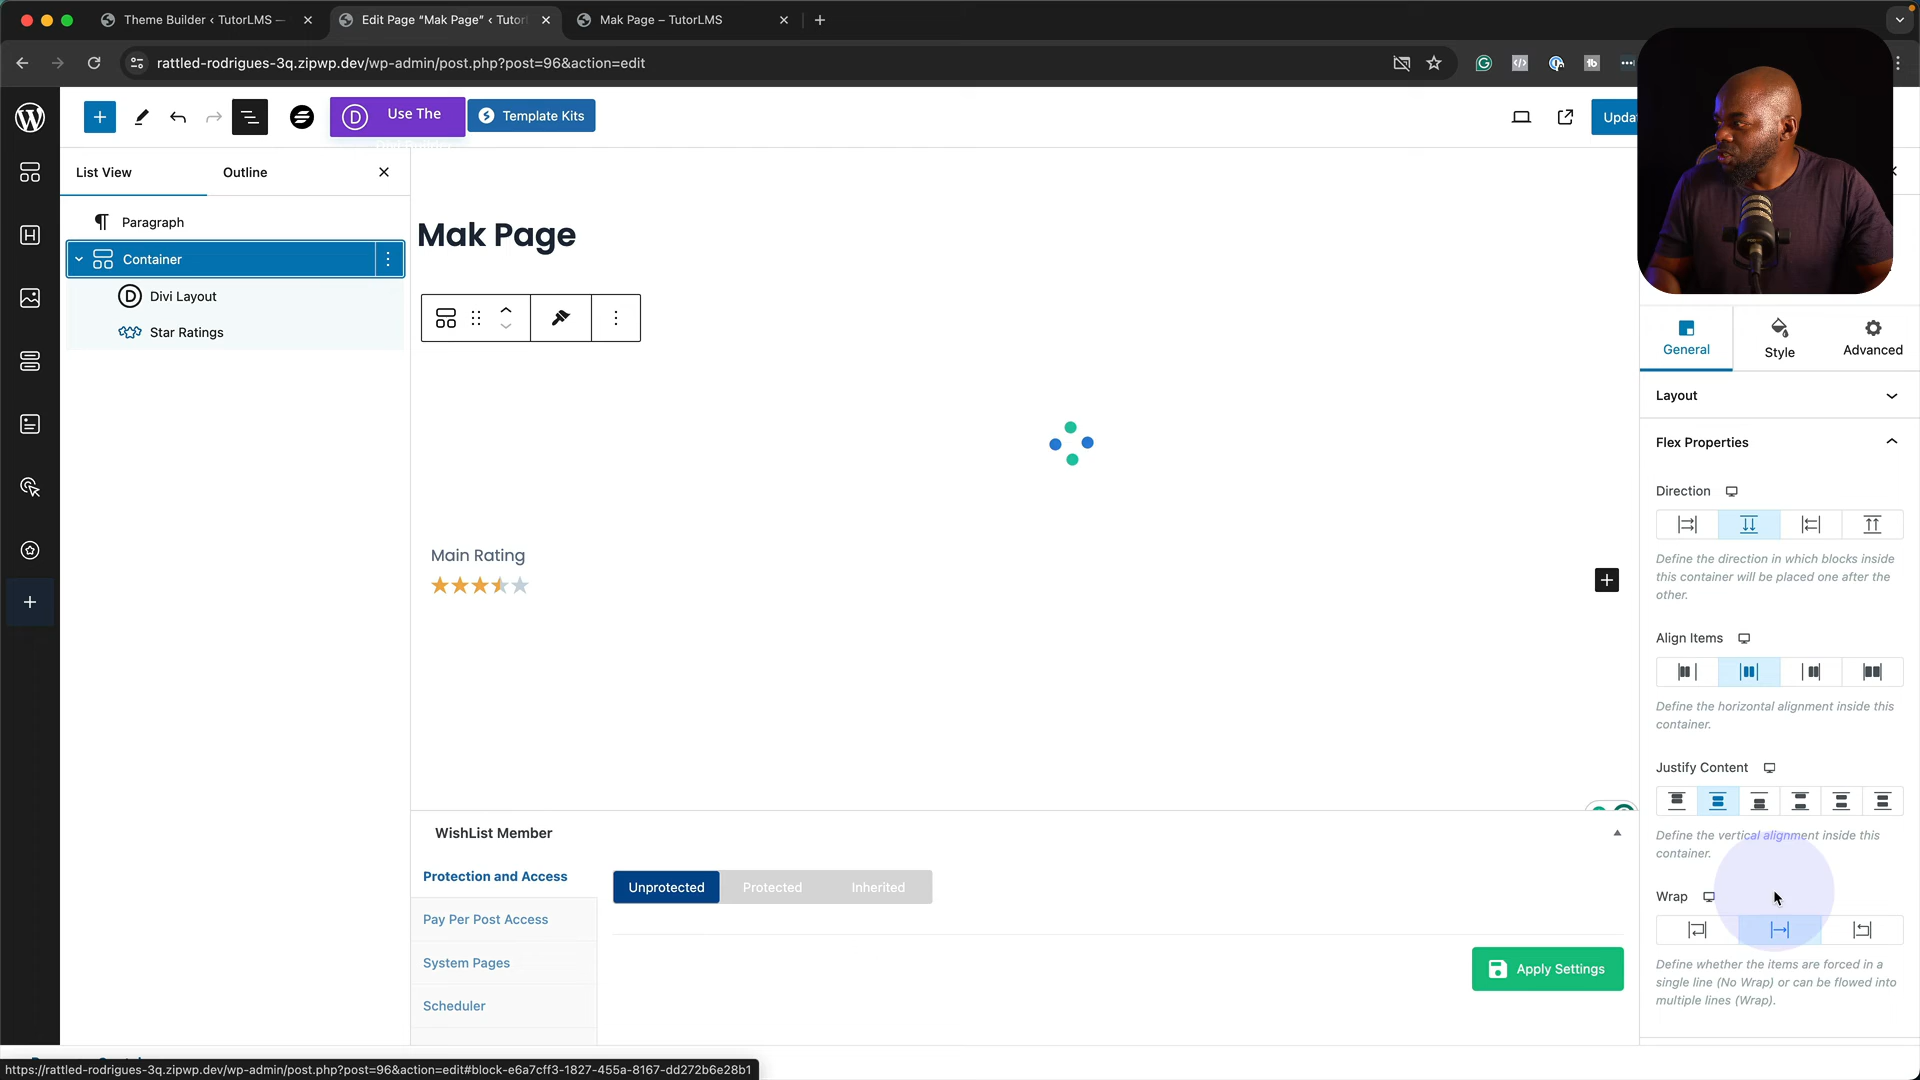 Theme Builder ‹ TutorLMS —
Edit Page “Mak Page” ‹ Tutor
Mak Page – TutorLMS
rattled-rodrigues-3q.zipwp.dev/wp-admin/post.php?post=96&action=edit
Use The
Template Kits
List View
Outline
Paragraph
Container
Divi Layout
Star Ratings
Mak Page
Main Rating
WishList Member
Protection and Access
Pay Per Post Access
System Pages
Scheduler
Unprotected
Protected
Inherited
Apply Settings
General
Style
Advanced
Layout
Flex Properties
Direction
Define the direction in which blocks inside
this container will be placed one after the
other.
Align Items
Define the horizontal alignment inside this
container.
Justify Content
Define the vertical alignment inside this
container.
Wrap
Define whether the items are forced in a
single line (No Wrap) or can be flowed into
multiple lines (Wrap).
https://rattled-rodrigues-3q.zipwp.dev/wp-admin/post.php?post=96&action=edit#block-e6a7cff3-1827-455a-8167-dd272b6e28b1